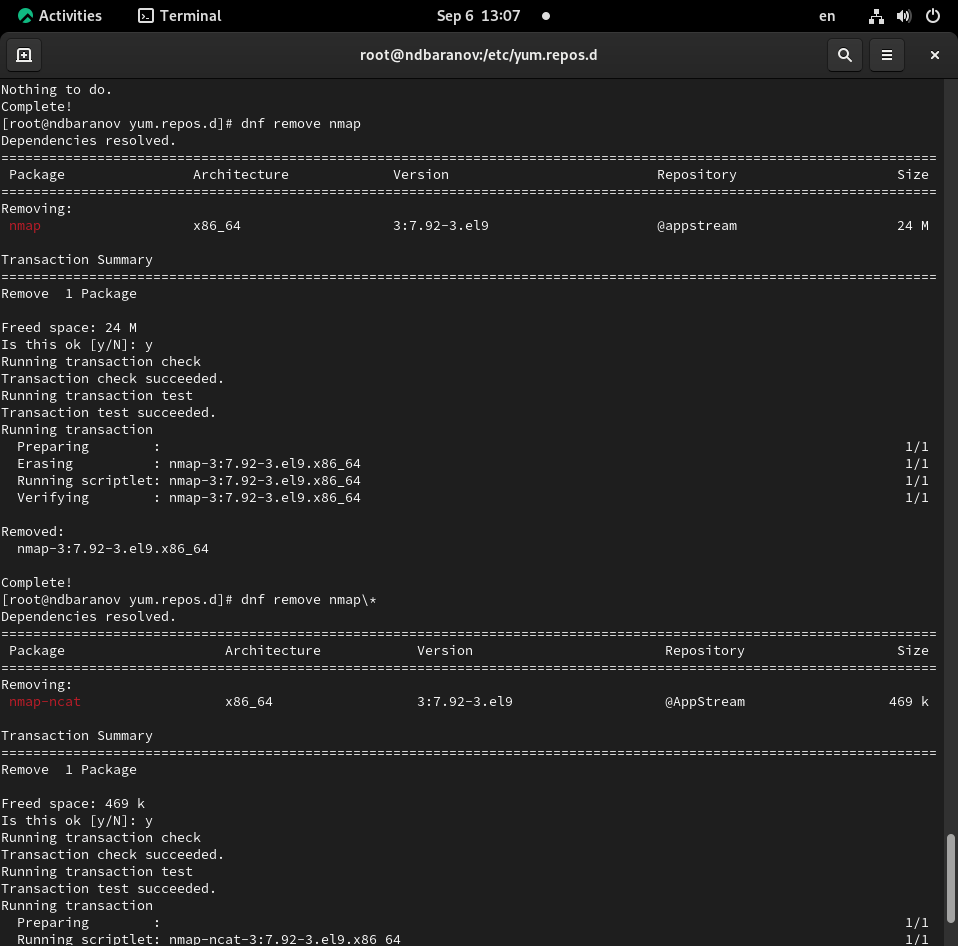 Activities Terminal Sep 6 13:07 en
root@ndbaranov:/etc/yum.repos.d
Nothing to do.
Complete!
[root@ndbaranov yum.repos.d]# dnf remove nmap
Dependencies resolved.
================================================================================
Package Architecture Version Repository Size
================================================================================
Removing:
nmap x86_64 3:7.92-3.el9 @appstream 24 M
Transaction Summary
================================================================================
Remove 1 Package
Freed space: 24 M
Is this ok [y/N]: y
Running transaction check
Transaction check succeeded.
Running transaction test
Transaction test succeeded.
Running transaction
Preparing : 1/1
Erasing : nmap-3:7.92-3.el9.x86_64 1/1
Running scriptlet: nmap-3:7.92-3.el9.x86_64 1/1
Verifying : nmap-3:7.92-3.el9.x86_64 1/1
Removed:
nmap-3:7.92-3.el9.x86_64
Complete!
[root@ndbaranov yum.repos.d]# dnf remove nmap\*
Dependencies resolved.
================================================================================
Package Architecture Version Repository Size
================================================================================
Removing:
nmap-ncat x86_64 3:7.92-3.el9 @AppStream 469 k
Transaction Summary
================================================================================
Remove 1 Package
Freed space: 469 k
Is this ok [y/N]: y
Running transaction check
Transaction check succeeded.
Running transaction test
Transaction test succeeded.
Running transaction
Preparing : 1/1
Running scriptlet: nmap-ncat-3:7.92-3.el9.x86_64 1/1